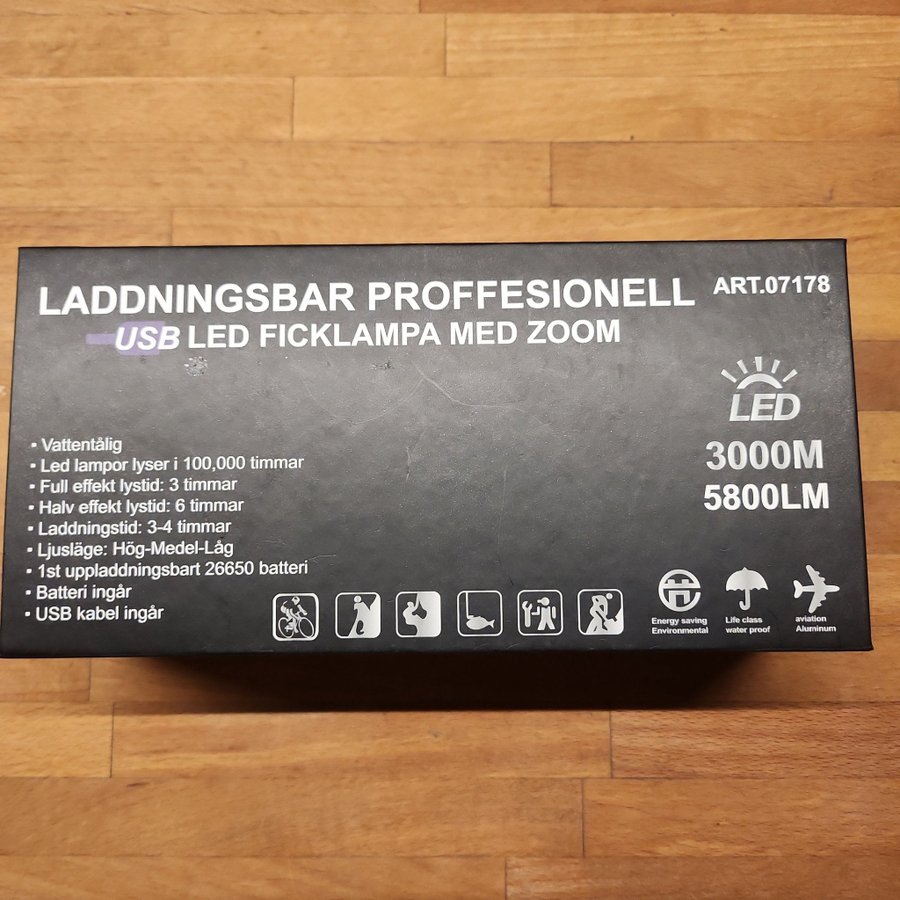 LADDNINGSBAR PROFFESIONELL
ART.07178
USB LED FICKLAMPA MED ZOOM
LED
3000M
5800LM
• Vattentålig
• Led lampor lyser i 100,000 timmar
• Full effekt lystid: 3 timmar
• Halv effekt lystid: 6 timmar
• Laddningstid: 3-4 timmar
• Ljusläge: Hög-Medel-Låg
• 1st uppladdningsbart 26650 batteri
• Batteri ingår
• USB kabel ingår
Energy saving
Environmental
Life class
water proof
aviation
Aluminum